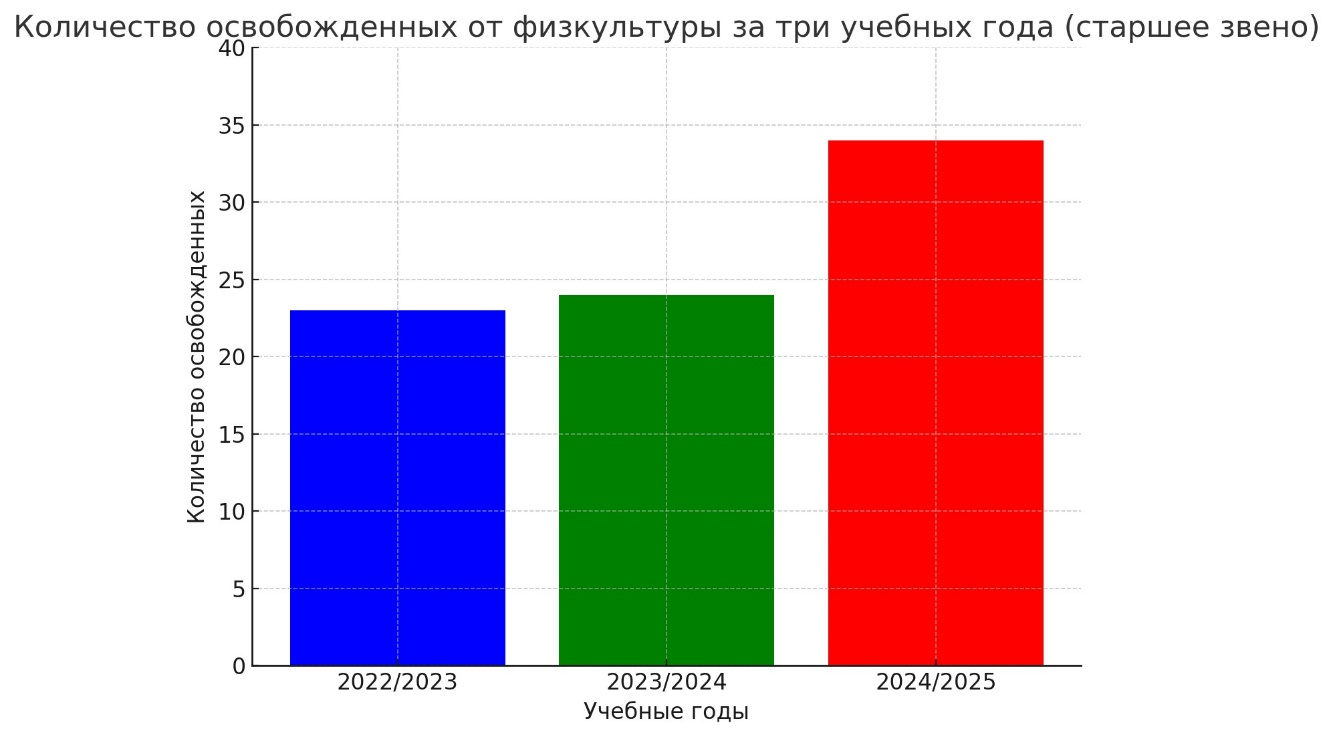 Количество освобожденных от физкультуры за три учебных года (старшее звено)
40
35
30
25
20
15
10
5
0
Количество освобожденных
2022/2023 2023/2024 2024/2025
Учебные годы